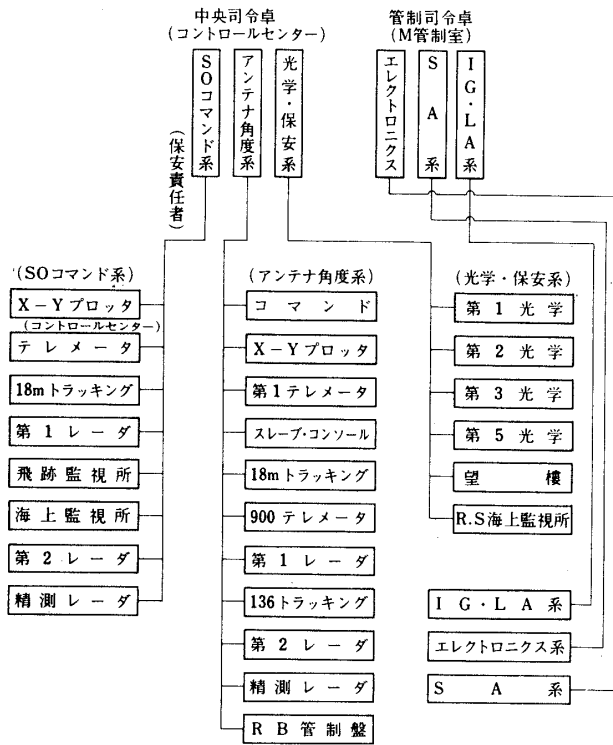 中央司令卓
(コントロールセンター)
管制司令卓
(M管制室)
SOコマンド系
アンテナ角度系
光学・保安系
エレクトロニクス
SA系
IG・LA系
(保安責任者)
(SOコマンド系)
X-Yプロッタ
(コントロールセンター)
テレメータ
18mトラッキング
第1レーダ
飛跡監視所
海上監視所
第2レーダ
精測レーダ
(アンテナ角度系)
コマンド
X-Yプロッタ
第1テレメータ
スレーブ・コンソール
18mトラッキング
900テレメータ
第1レーダ
136トラッキング
第2レーダ
精測レーダ
RB管制盤
(光学・保安系)
第1光学
第2光学
第3光学
第5光学
望楼
R.S海上監視所
IG・LA系
エレクトロニクス系
SA系